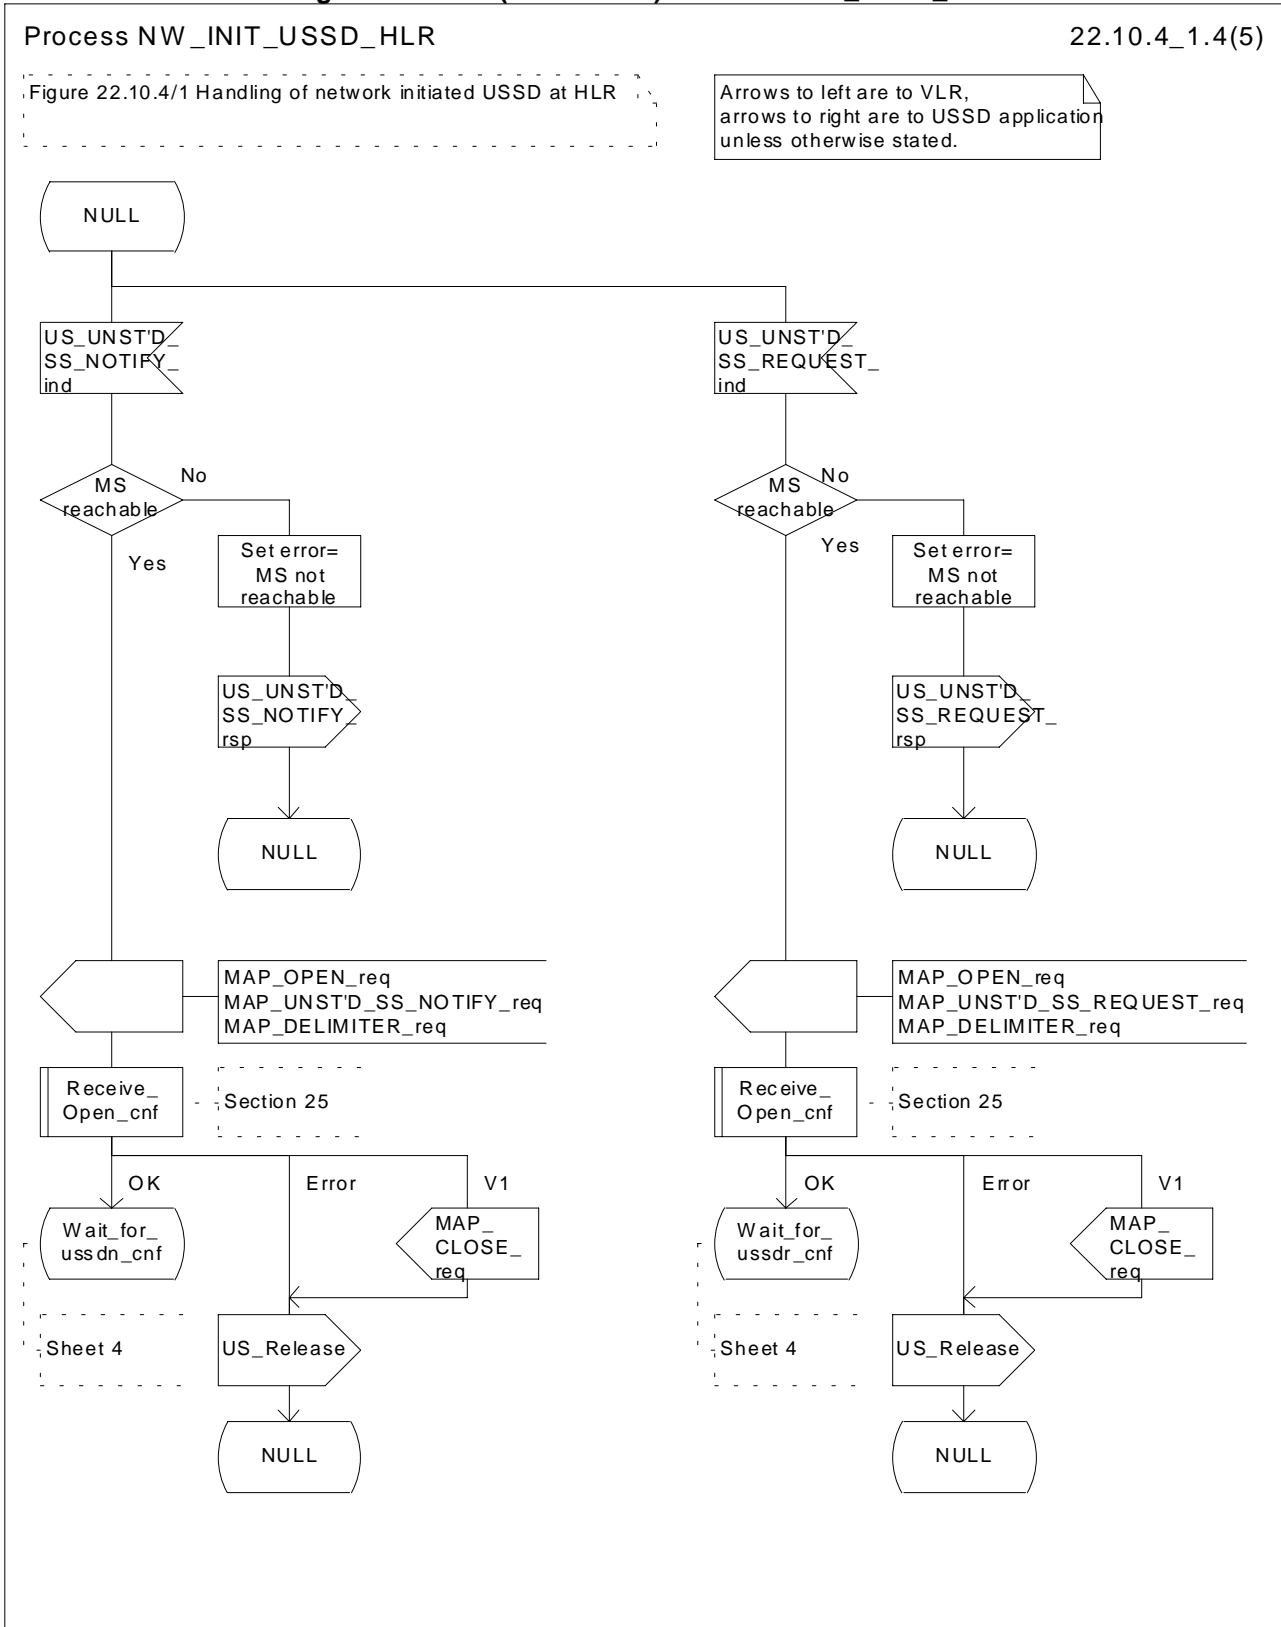 Process NW_INIT_USSD_HLR
22.10.4_1.4(5)
Figure 22.10.4/1 Handling of network initiated USSD at HLR
Arrows to left are to VLR,
arrows to right are to USSD application
unless otherwise stated.
NULL
US_UNST'D_
SS_NOTIFY_
ind
MS
reachable
No
Yes
Set error=
MS not
reachable
US_UNST'D_
SS_NOTIFY_
rsp
NULL
MAP_OPEN_req
MAP_UNST'D_SS_NOTIFY_req
MAP_DELIMITER_req
Receive_
Open_cnf
Section 25
OK
Error
V1
Wait_for_
ussdn_cnf
MAP_
CLOSE_
req
Sheet 4
US_Release
NULL
US_UNST'D_
SS_REQUEST_
ind
MS
reachable
No
Yes
Set error=
MS not
reachable
US_UNST'D_
SS_REQUEST_
rsp
NULL
MAP_OPEN_req
MAP_UNST'D_SS_REQUEST_req
MAP_DELIMITER_req
Receive_
Open_cnf
Section 25
OK
Error
V1
Wait_for_
ussdr_cnf
MAP_
CLOSE_
req
Sheet 4
US_Release
NULL